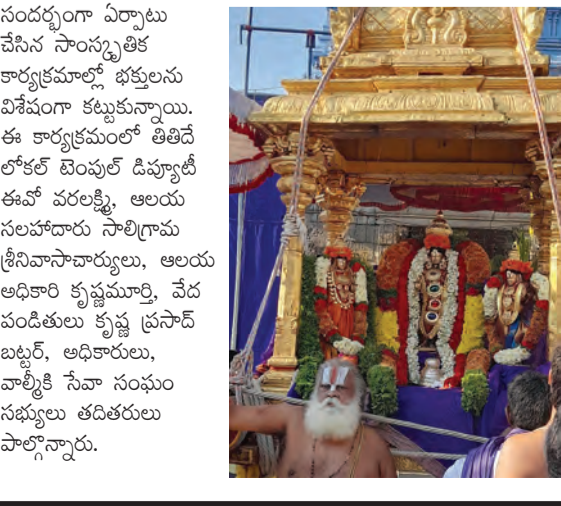 సందర్భంగా ఏర్పాటు
చేసిన సాంస్కృతిక
కార్యక్రమాల్లో భక్తులను
విశేషంగా కట్టుకున్నాయి.
ఈ కార్యక్రమంలో తితిదే
లోకల్ టెంపుల్ డిప్యూటీ
ఈవో వరలక్ష్మి, ఆలయ
సలహాదారు సాలిగ్రామ
శ్రీనివాసాచార్యులు, ఆలయ
అధికారి కృష్ణమూర్తి, వేద
పండితులు కృష్ణ ప్రసాద్
బట్టర్, అధికారులు,
వాల్మీకి సేవా సంఘం
సభ్యులు తదితరులు
పాల్గొన్నారు.